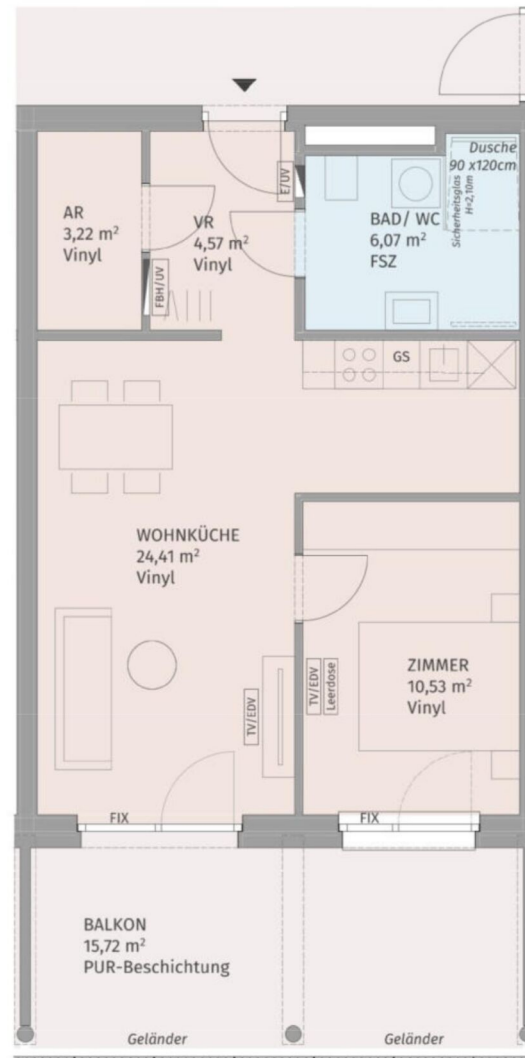 Dusche
90 x120cm
Sicherheitsglas
H=2,10m
E/UV
AR
3,22 m²
Vinyl
VR
4,57 m²
Vinyl
BAD/ WC
6,07 m²
FSZ
FBH/UV
GS
WOHNKÜCHE
24,41 m²
Vinyl
ZIMMER
10,53 m²
Vinyl
TV/EDV
TV/EDV
Leerdose
FIX
FIX
BALKON
15,72 m²
PUR-Beschichtung
Geländer
Geländer